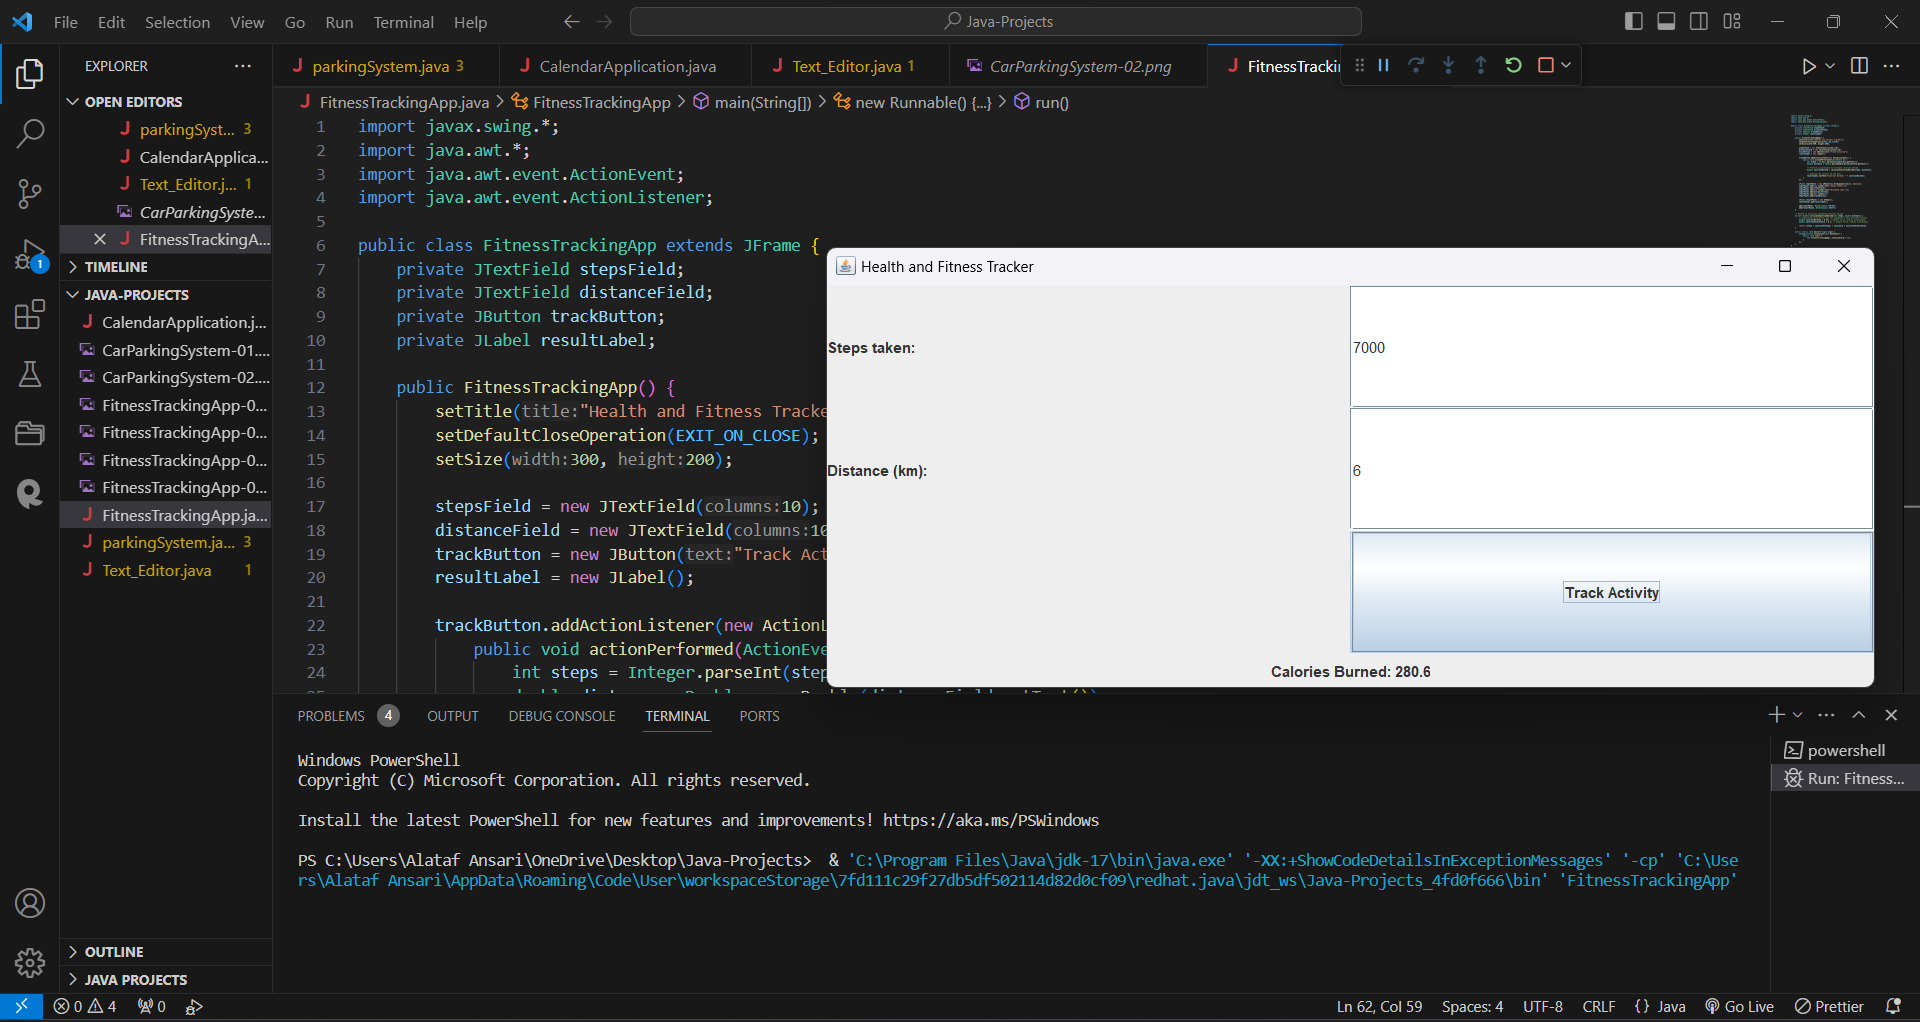 File Edit Selection View Go Run Terminal Help
Java-Projects
EXPLORER
OPEN EDITORS
parkingSyst... 3
CalendarApplica...
Text_Editor.j... 1
CarParkingSyste...
FitnessTrackingA...
TIMELINE
JAVA-PROJECTS
CalendarApplication.j...
CarParkingSystem-01....
CarParkingSystem-02....
FitnessTrackingApp-0...
FitnessTrackingApp-0...
FitnessTrackingApp-0...
FitnessTrackingApp-0...
FitnessTrackingApp.ja...
parkingSystem.ja... 3
Text_Editor.java 1
OUTLINE
JAVA PROJECTS
1
parkingSystem.java 3 CalendarApplication.java Text_Editor.java 1 CarParkingSystem-02.png FitnessTrackin
FitnessTrackingApp.java > FitnessTrackingApp > main(String[]) > new Runnable() {...} > run()
1 import javax.swing.*;
2 import java.awt.*;
3 import java.awt.event.ActionEvent;
4 import java.awt.event.ActionListener;
5
6 public class FitnessTrackingApp extends JFrame {
7 private JTextField stepsField;
8 private JTextField distanceField;
9 private JButton trackButton;
10 private JLabel resultLabel;
11
12 public FitnessTrackingApp() {
13 setTitle(title:"Health and Fitness Tracke
14 setDefaultCloseOperation(EXIT_ON_CLOSE);
15 setSize(width:300, height:200);
16
17 stepsField = new JTextField(columns:10);
18 distanceField = new JTextField(columns:10
19 trackButton = new JButton(text:"Track Act
20 resultLabel = new JLabel();
21
22 trackButton.addActionListener(new ActionL
23 public void actionPerformed(ActionEve
24 int steps = Integer.parseInt(step
Health and Fitness Tracker
Steps taken: 7000
Distance (km): 6
Track Activity
Calories Burned: 280.6
PROBLEMS 4 OUTPUT DEBUG CONSOLE TERMINAL PORTS
Windows PowerShell
Copyright (C) Microsoft Corporation. All rights reserved.
Install the latest PowerShell for new features and improvements! https://aka.ms/PSWindows
PS C:\Users\Alataf Ansari\OneDrive\Desktop\Java-Projects> & 'C:\Program Files\Java\jdk-17\bin\java.exe' '-XX:+ShowCodeDetailsInExceptionMessages' '-cp' 'C:\Use
rs\Alataf Ansari\AppData\Roaming\Code\User\workspaceStorage\7fd111c29f27db5df502114d82d0cf09\redhat.java\jdt_ws\Java-Projects_4fd0f666\bin' 'FitnessTrackingApp'
powershell
Run: Fitness...
0 4 0 Ln 62, Col 59 Spaces: 4 UTF-8 CRLF {} Java Go Live Prettier